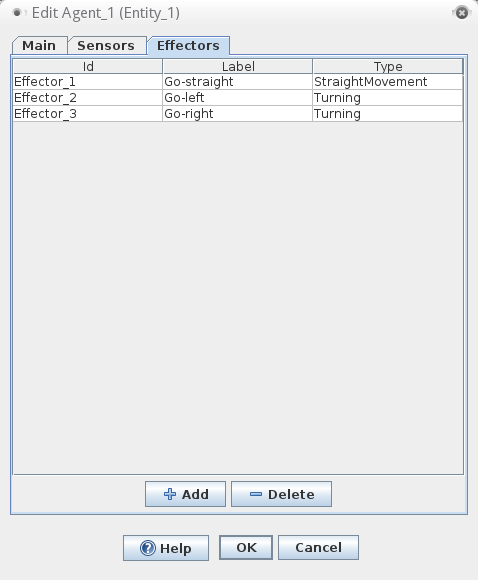 Edit Agent_1 (Entity_1)
Main Sensors Effectors
Id Label Type
Effector_1 Go-straight StraightMovement
Effector_2 Go-left Turning
Effector_3 Go-right Turning
Add Delete
? Help OK Cancel